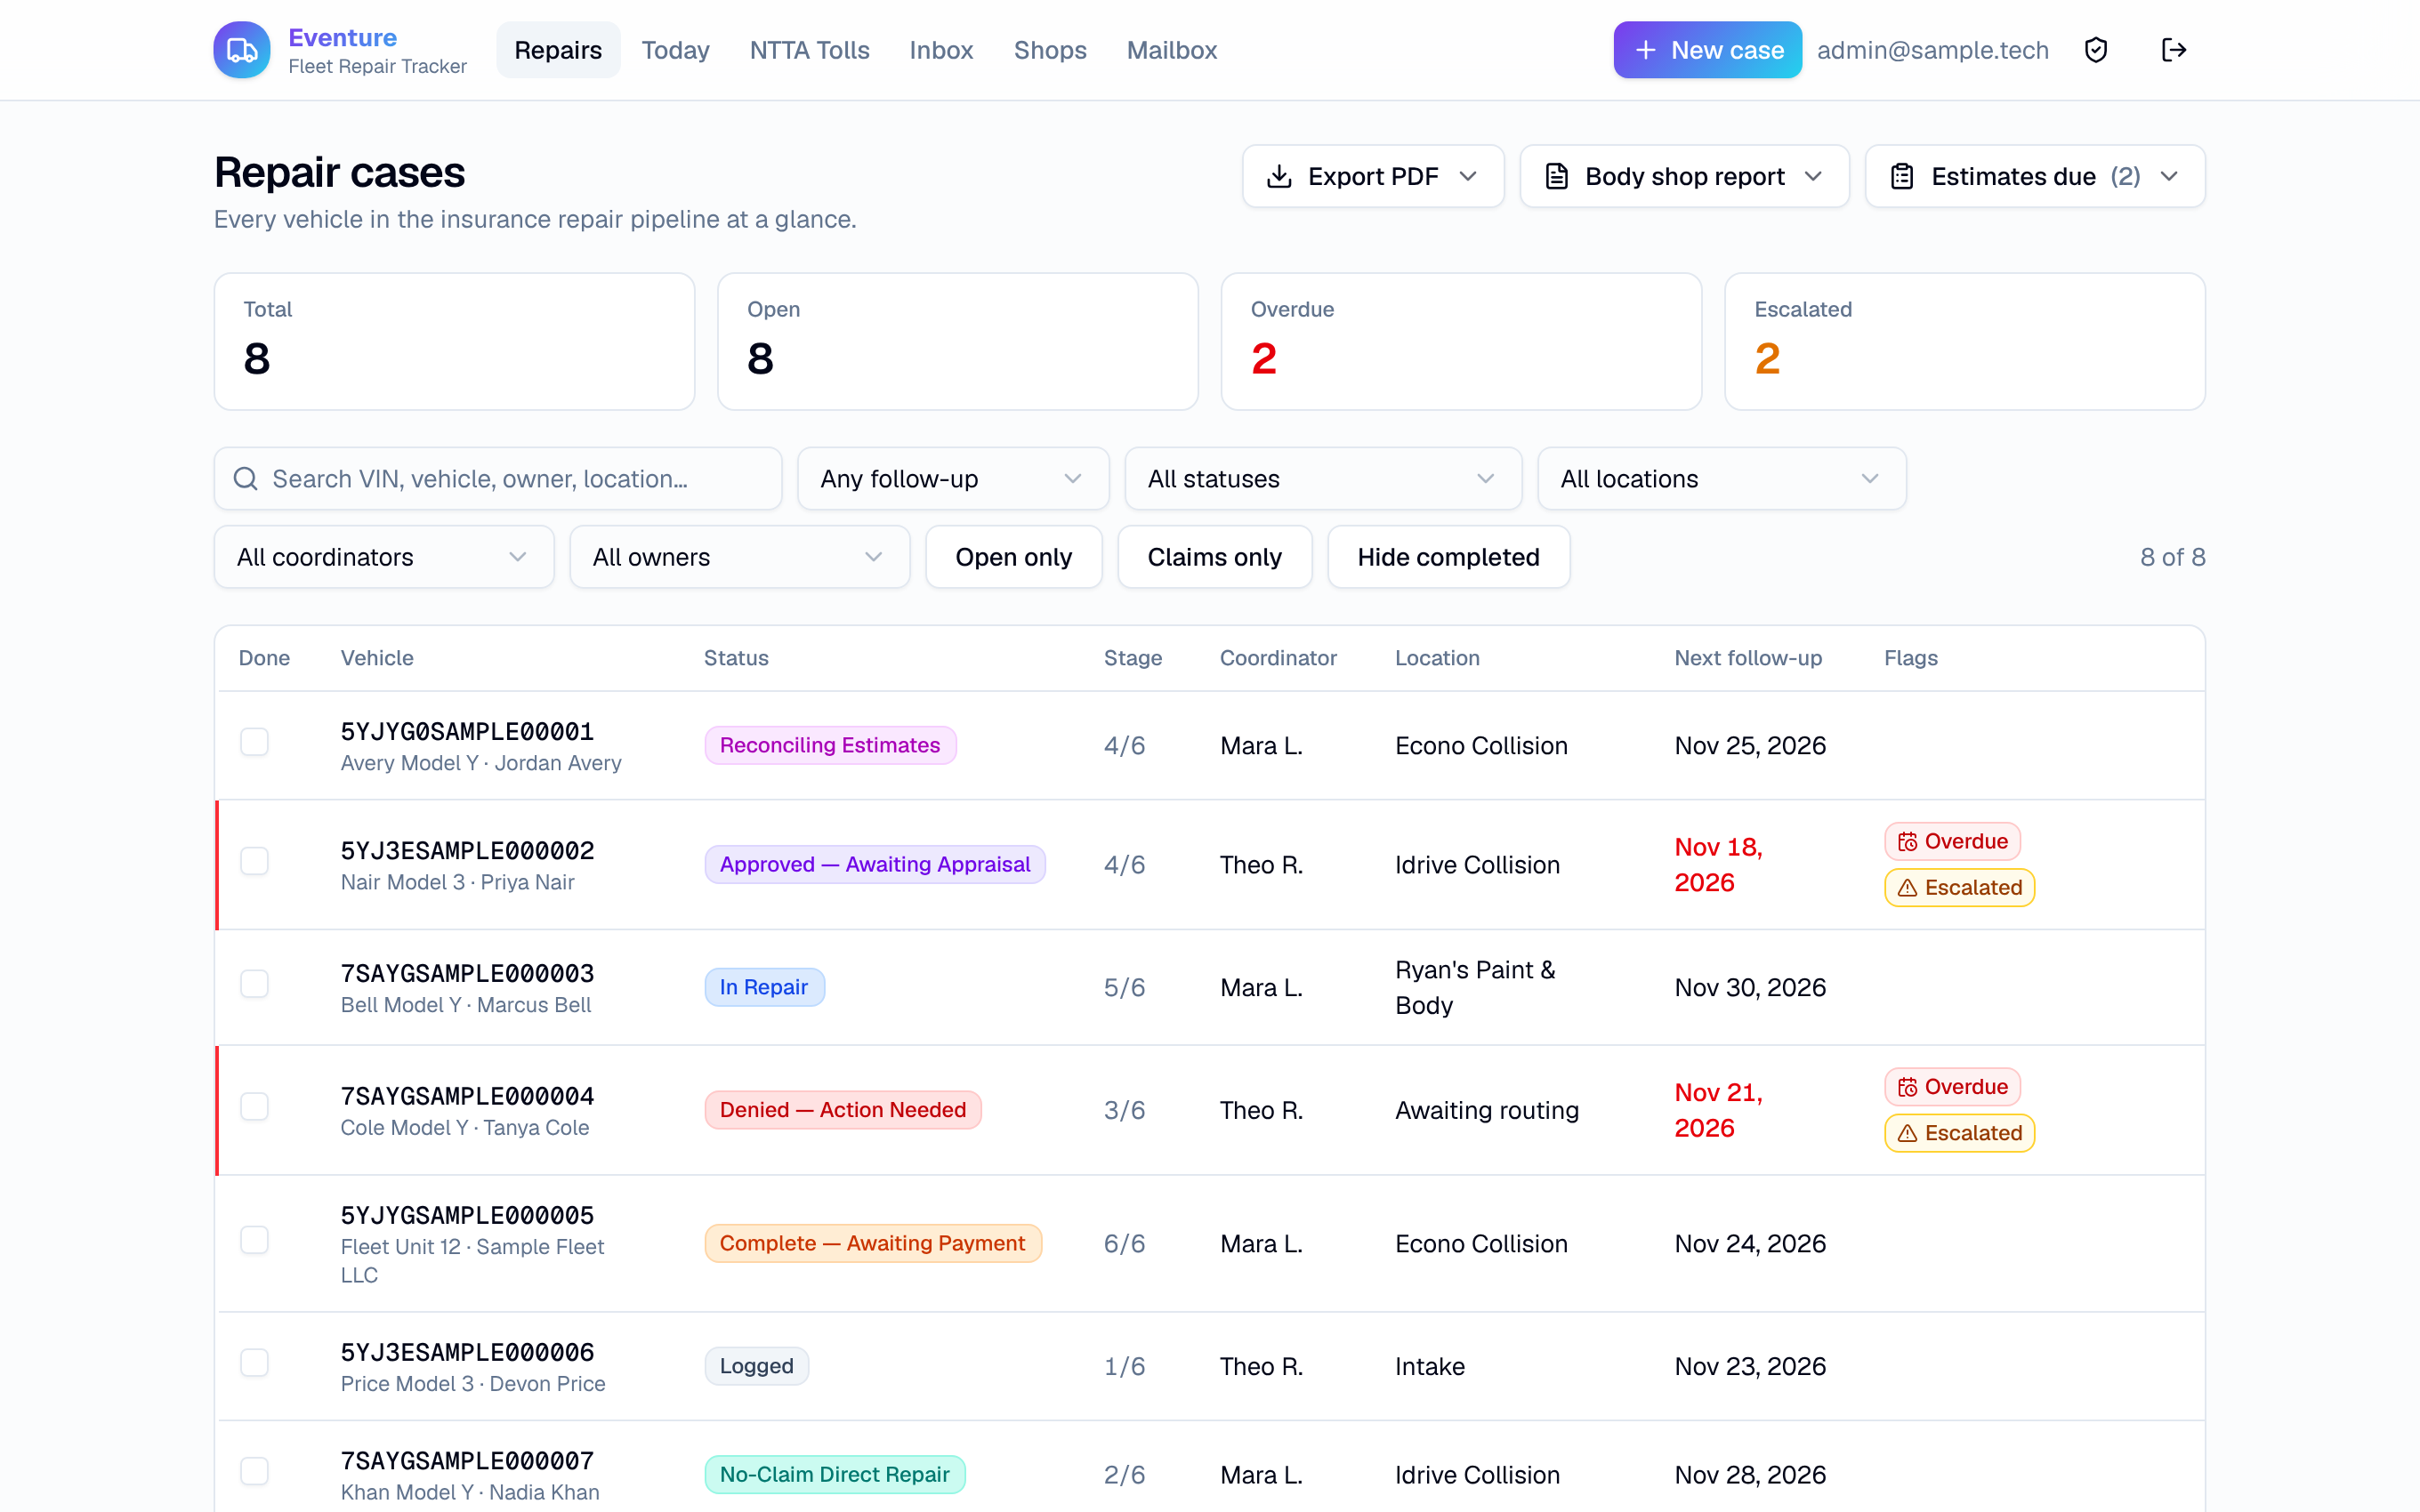 Eventure
Fleet Repair Tracker
Repairs
Today
NTTA Tolls
Inbox
Shops
Mailbox
New case
admin@sample.tech
Repair cases
Every vehicle in the insurance repair pipeline at a glance.
Export PDF
Body shop report
Estimates due (2)
Total
8
Open
8
Overdue
2
Escalated
2
Search VIN, vehicle, owner, location...
Any follow-up
All statuses
All locations
All coordinators
All owners
Open only
Claims only
Hide completed
8 of 8
Done Vehicle Status Stage Coordinator Location Next follow-up Flags
5YJYG0SAMPLE00001
Avery Model Y · Jordan Avery
Reconciling Estimates
4/6
Mara L.
Econo Collision
Nov 25, 2026
5YJ3ESAMPLE000002
Nair Model 3 · Priya Nair
Approved — Awaiting Appraisal
4/6
Theo R.
Idrive Collision
Nov 18,
2026
Overdue
Escalated
7SAYGSAMPLE000003
Bell Model Y · Marcus Bell
In Repair
5/6
Mara L.
Ryan's Paint &
Body
Nov 30, 2026
7SAYGSAMPLE000004
Cole Model Y · Tanya Cole
Denied — Action Needed
3/6
Theo R.
Awaiting routing
Nov 21,
2026
Overdue
Escalated
5YJYGSAMPLE000005
Fleet Unit 12 · Sample Fleet
LLC
Complete — Awaiting Payment
6/6
Mara L.
Econo Collision
Nov 24, 2026
5YJ3ESAMPLE000006
Price Model 3 · Devon Price
Logged
1/6
Theo R.
Intake
Nov 23, 2026
7SAYGSAMPLE000007
Khan Model Y · Nadia Khan
No-Claim Direct Repair
2/6
Mara L.
Idrive Collision
Nov 28, 2026